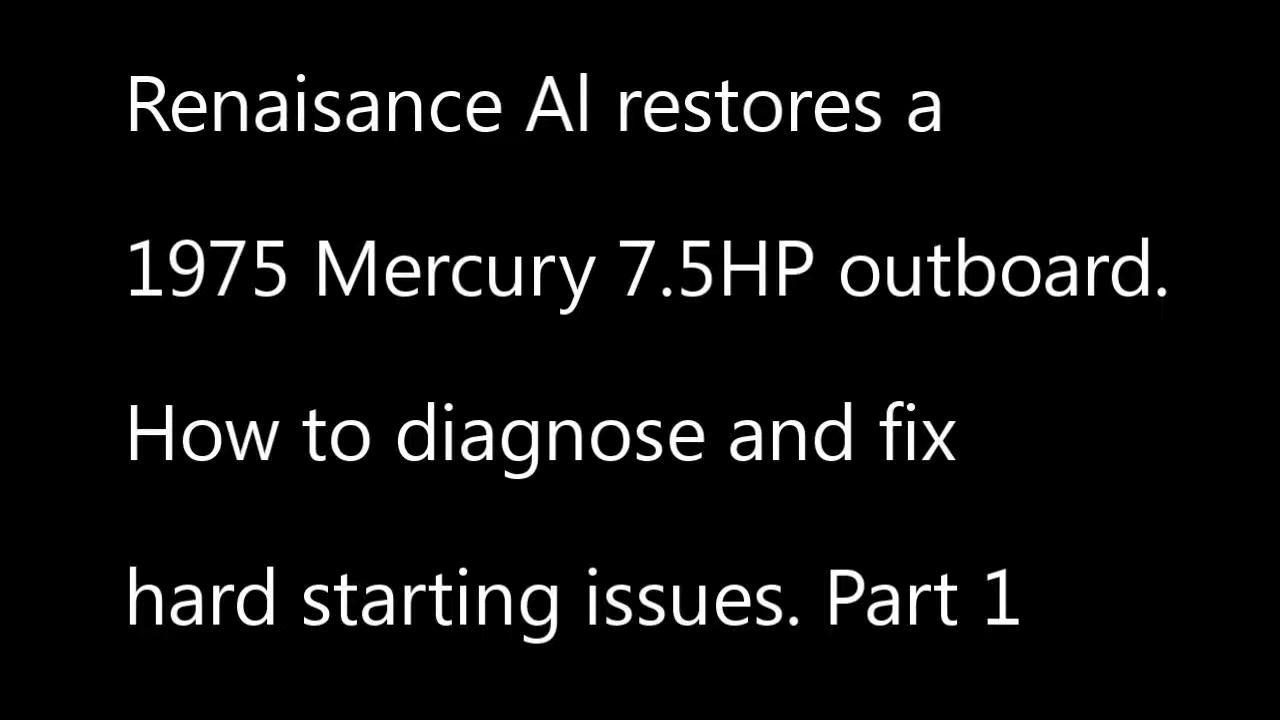 Renaisance Al restores a
1975 Mercury 7.5HP outboard.
How to diagnose and fix
hard starting issues. Part 1